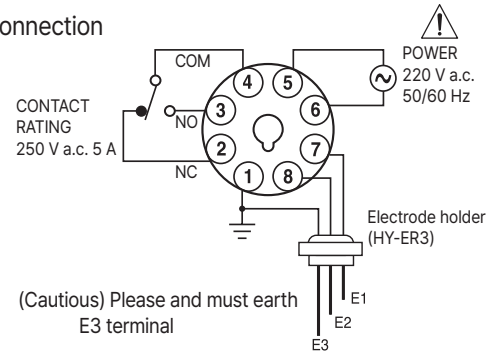 onnection
COM
POWER
220 V a.c.
50/60 Hz
CONTACT
RATING
250 V a.c. 5 A
NO
NC
4
5
3
6
2
7
1
8
Electrode holder
(HY-ER3)
(Cautious) Please and must earth
E3 terminal
E1
E2
E3